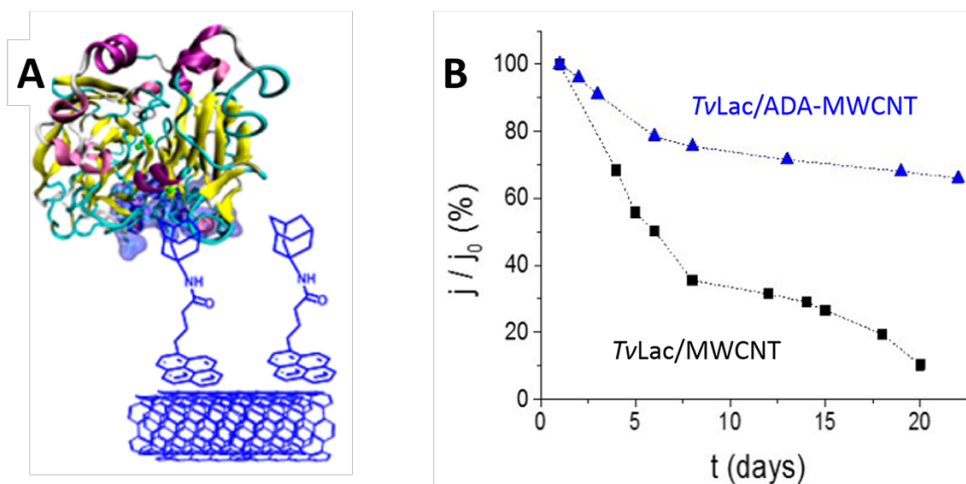 A
NH
O
NH
O
B
100
80
60
40
20
0
j / j₀ (%)
TvLac/ADA-MWCNT
TvLac/MWCNT
0 5 10 15 20
t (days)